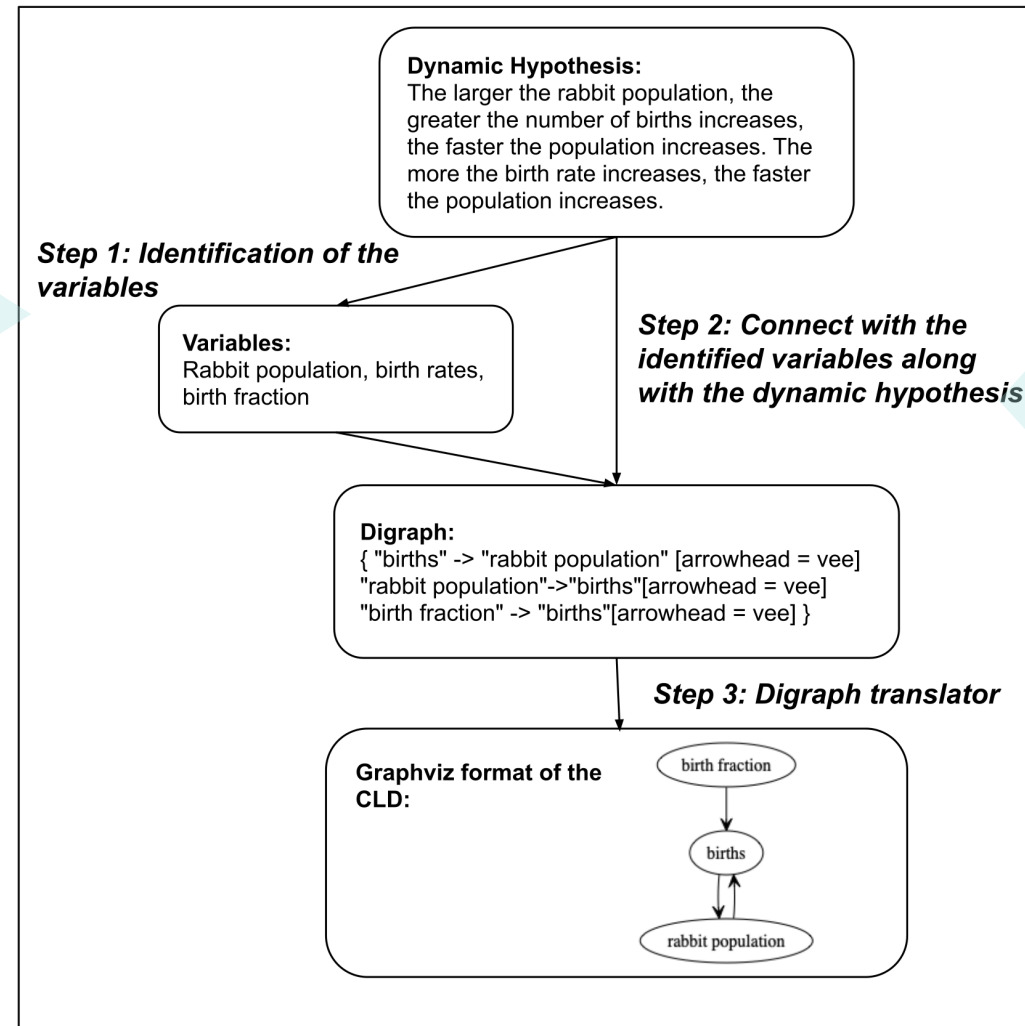 Dynamic Hypothesis:
The larger the rabbit population, the
greater the number of births increases,
the faster the population increases. The
more the birth rate increases, the faster
the population increases.
Step 1: Identification of the
variables
Variables:
Rabbit population, birth rates,
birth fraction
Step 2: Connect with the
identified variables along
with the dynamic hypothesis
Digraph:
{ "births" -> "rabbit population" [arrowhead = vee]
"rabbit population"->"births"[arrowhead = vee]
"birth fraction" -> "births"[arrowhead = vee] }
Step 3: Digraph translator
Graphviz format of the
CLD:
birth fraction
births
rabbit population